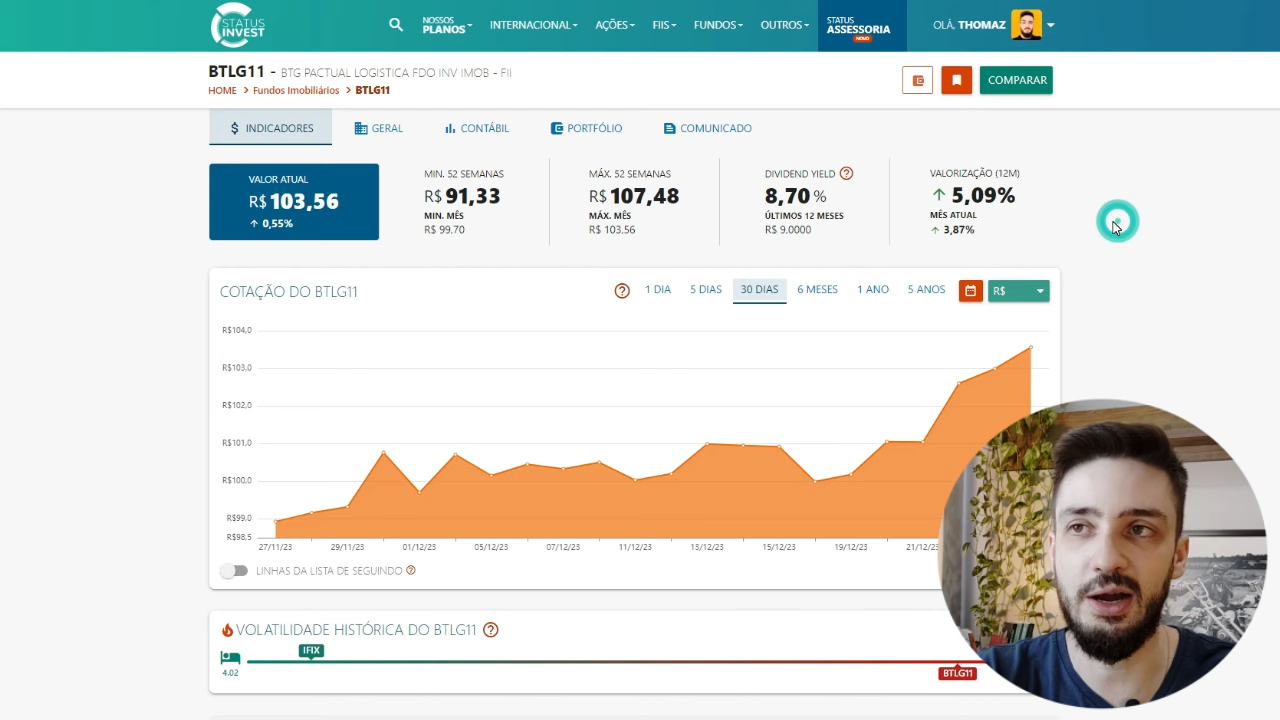 STATUS
INVEST
NOSSOS
PLANOS
INTERNACIONAL
AÇÕES
FIIS
FUNDOS
OUTROS
STATUS
ASSESSORIA
NOVO
OLÁ, THOMAZ
BTLG11 - BTG PACTUAL LOGISTICA FDO INV IMOB - FII
HOME > Fundos Imobiliários > BTLG11
COMPARAR
INDICADORES
GERAL
CONTÁBIL
PORTFÓLIO
COMUNICADO
VALOR ATUAL
R$ 103,56
↑ 0,55%
MIN. 52 SEMANAS
R$ 91,33
MIN. MÊS
R$ 99.70
MÁX. 52 SEMANAS
R$ 107,48
MÁX. MÊS
R$ 103.56
DIVIDEND YIELD ?
8,70 %
ÚLTIMOS 12 MESES
R$ 9.0000
VALORIZAÇÃO (12M)
↑ 5,09%
MÊS ATUAL
↑ 3,87%
COTAÇÃO DO BTLG11
?
1 DIA
5 DIAS
30 DIAS
6 MESES
1 ANO
5 ANOS
R$
R$104,0
R$103,0
R$102,0
R$101,0
R$100,0
R$99,0
R$98,5
27/11/23
29/11/23
01/12/23
05/12/23
07/12/23
11/12/23
13/12/23
15/12/23
19/12/23
21/12/23
LINHAS DA LISTA DE SEGUINDO ?
VOLATILIDADE HISTÓRICA DO BTLG11 ?
IFIX
4.02
BTLG11